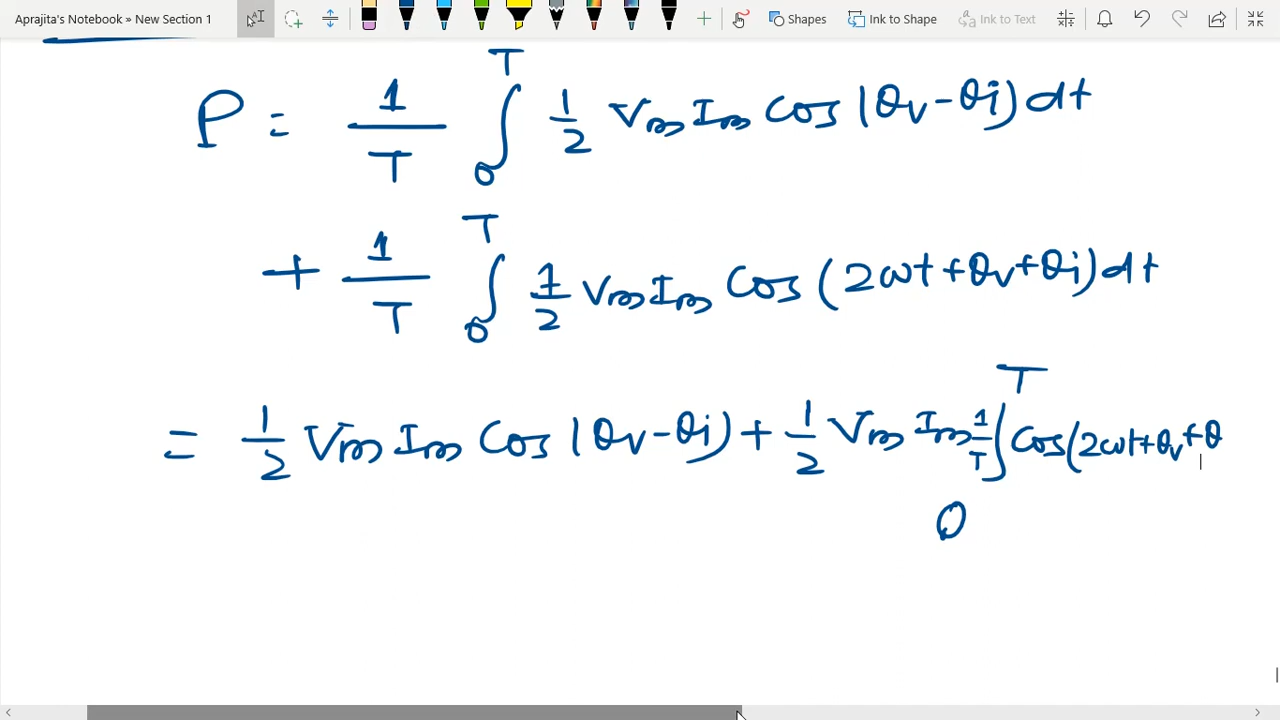 Aprajita's Notebook » New Section 1 Shapes Ink to Shape Ink to Text
P = 1/T ∫₀ᵀ 1/2 Vm Im Cos(θv-θi)dt
+ 1/T ∫₀ᵀ 1/2 Vm Im Cos(2ωt+θv+θi)dt
= 1/2 Vm Im Cos(θv-θi) + 1/2 Vm Im 1/T ∫₀ᵀ Cos(2ωt+θv+θ